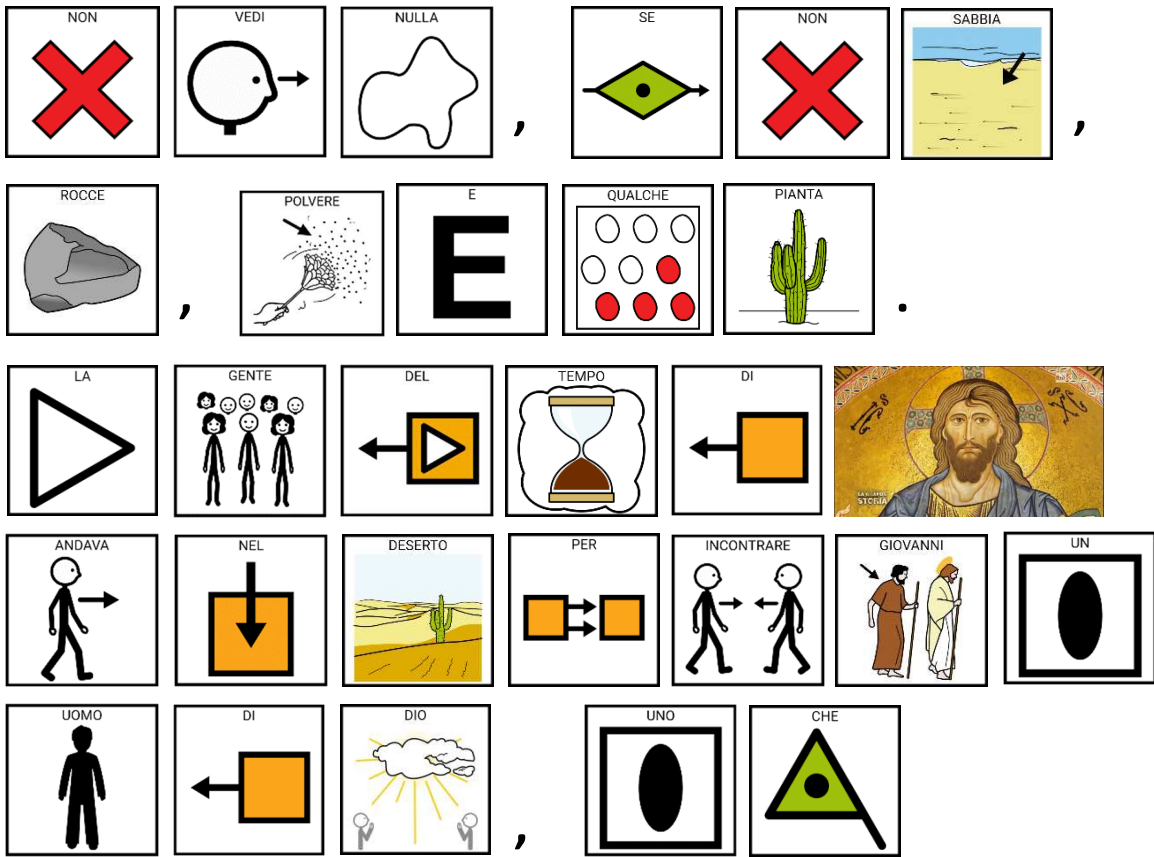 NON VEDI NULLA , SE NON SABBIA ,
ROCCE , POLVERE E E QUALCHE PIANTA .
LA GENTE DEL TEMPO DI
ANDAVA NEL DESERTO PER INCONTRARE GIOVANNI UN
UOMO DI DIO , UNO CHE